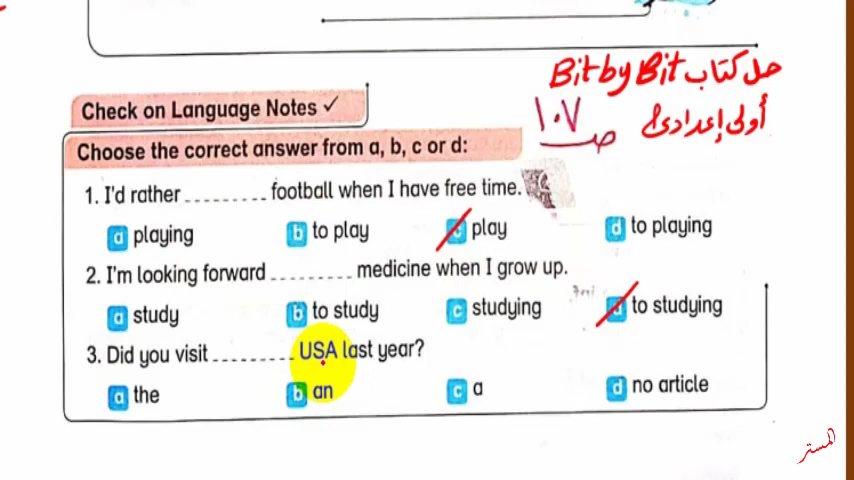 حل كتاب Bit by Bit
أولى إعدادى
ص ١٠٧
Check on Language Notes ✓
Choose the correct answer from a, b, c or d:
1. I'd rather ......... football when I have free time.
a playing b to play c play d to playing
2. I'm looking forward ......... medicine when I grow up.
a study b to study c studying d to studying
3. Did you visit ......... USA last year?
a the b an c a d no article
المستر